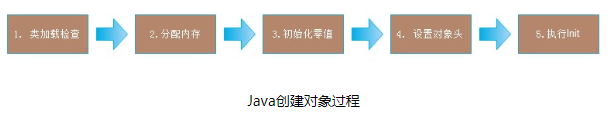 1. 类加载检查
2.分配内存
3.初始化零值
4. 设置对象头
5.执行Init
Java创建对象过程